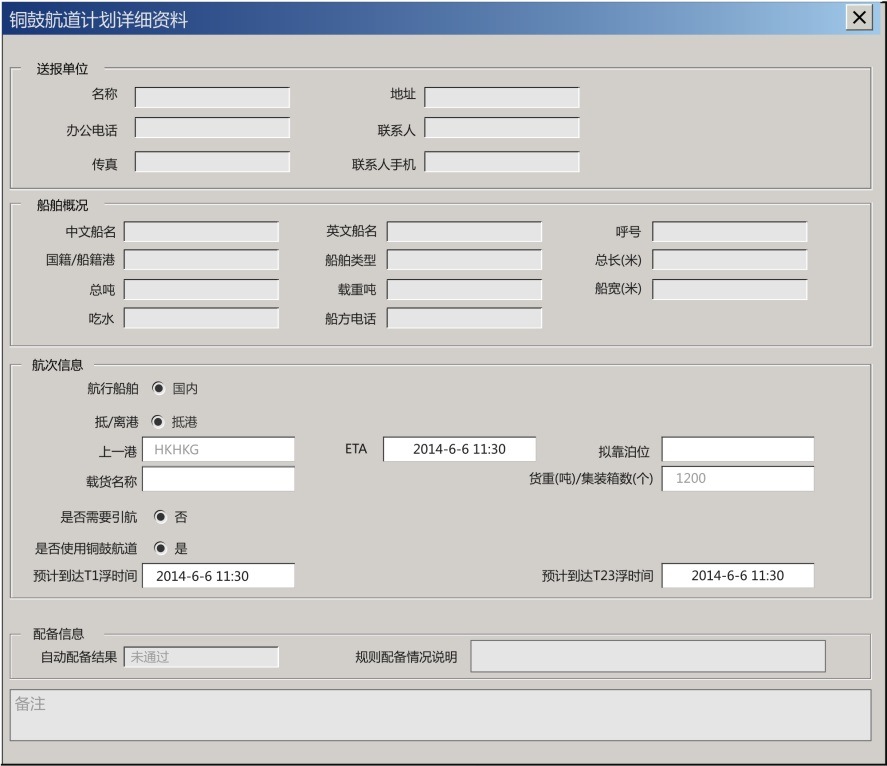 铜鼓航道计划详细资料
送报单位
名称 地址
办公电话 联系人
传真 联系人手机
船舶概况
中文船名 英文船名 呼号
国籍/船籍港 船舶类型 总长(米)
总吨 载重吨 船宽(米)
吃水 船方电话
航次信息
航行船舶 国内
抵/离港 抵港
上一港 HKHKG ETA 2014-6-6 11:30 拟靠泊位
载货名称 货重(吨)/集装箱数(个) 1200
是否需要引航 否
是否使用铜鼓航道 是
预计到达T1浮时间 2014-6-6 11:30 预计到达T23浮时间 2014-6-6 11:30
配备信息
自动配备结果 未通过 规则配备情况说明
备注